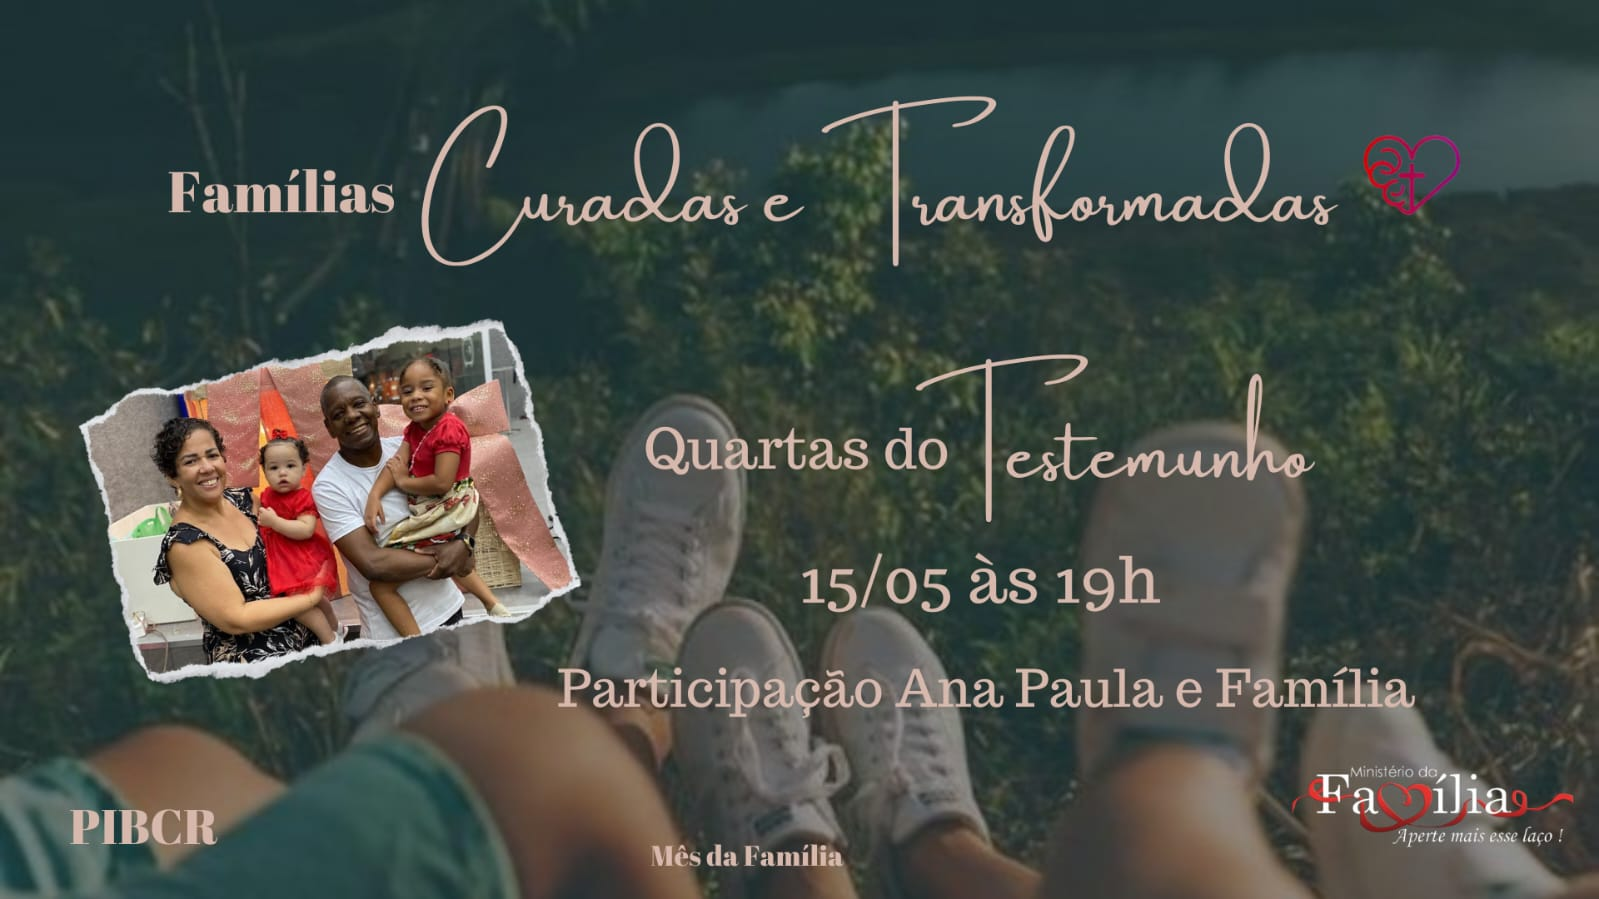 Famílias Curadas e Transformadas
Quartas do Testemunho
15/05 às 19h
Participação Ana Paula e Família
Ministério da
Família
Aperte mais esse laço !
PIBCR
Mês da Família